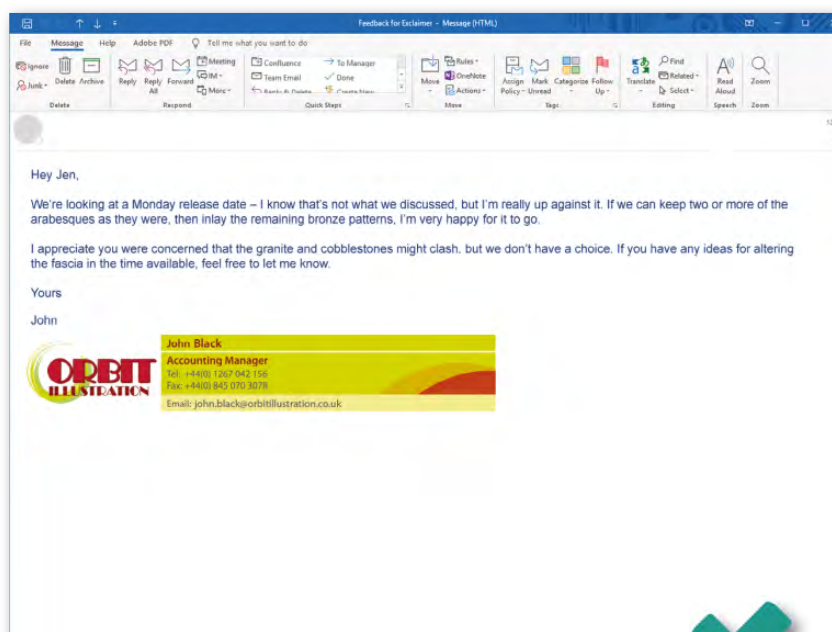 Feedback for Exclaimer - Message (HTML)
File Message Help Adobe PDF Tell me what you want to do
Ignore
Junk
Delete
Archive
Reply
Reply All
Forward
Meeting
IM
More
Confluence
Team Email
Reply & Delete
To Manager
Done
Create New
Move
Rules
OneNote
Actions
Assign Policy
Mark Unread
Categorize
Follow Up
Translate
Find
Related
Select
Read Aloud
Zoom
Delete Respond Quick Steps Move Tags Editing Speech Zoom
Hey Jen,
We're looking at a Monday release date – I know that's not what we discussed, but I'm really up against it. If we can keep two or more of the
arabesques as they were, then inlay the remaining bronze patterns, I'm very happy for it to go.
I appreciate you were concerned that the granite and cobblestones might clash, but we don't have a choice. If you have any ideas for altering
the fascia in the time available, feel free to let me know.
Yours
John
ORBIT
ILLUSTRATION
John Black
Accounting Manager
Tel: +44(0) 1267 042 156
Fax: +44(0) 845 070 3078
Email: john.black@orbitillustration.co.uk